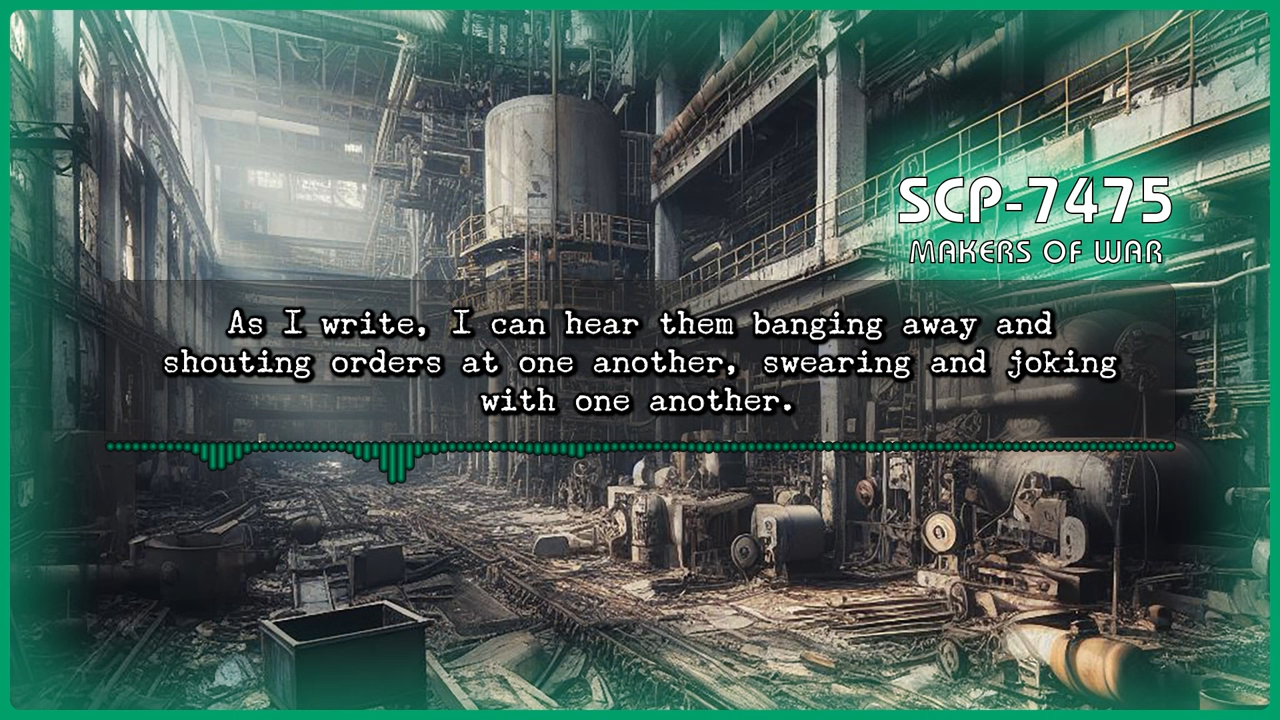 SCP-7475
MAKERS OF WAR
As I write, I can hear them banging away and
shouting orders at one another, swearing and joking
with one another.